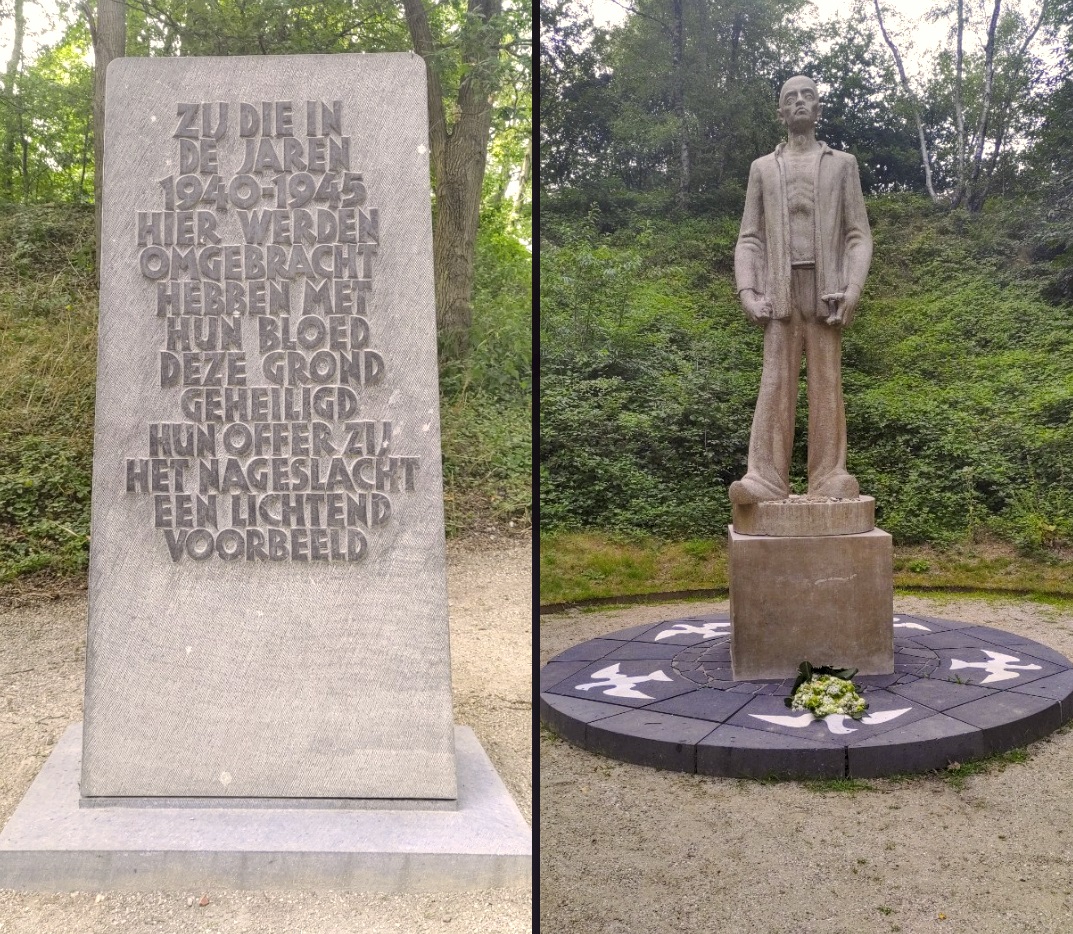 ZIJ DIE IN
DE JAREN
1940-1945
HIER WERDEN
OMGEBRACHT
HEBBEN MET
HUN BLOED
DEZE GROND
GEHEILIGD
HUN OFFER ZIJ
HET NAGESLACHT
EEN LICHTEND
VOORBEELD